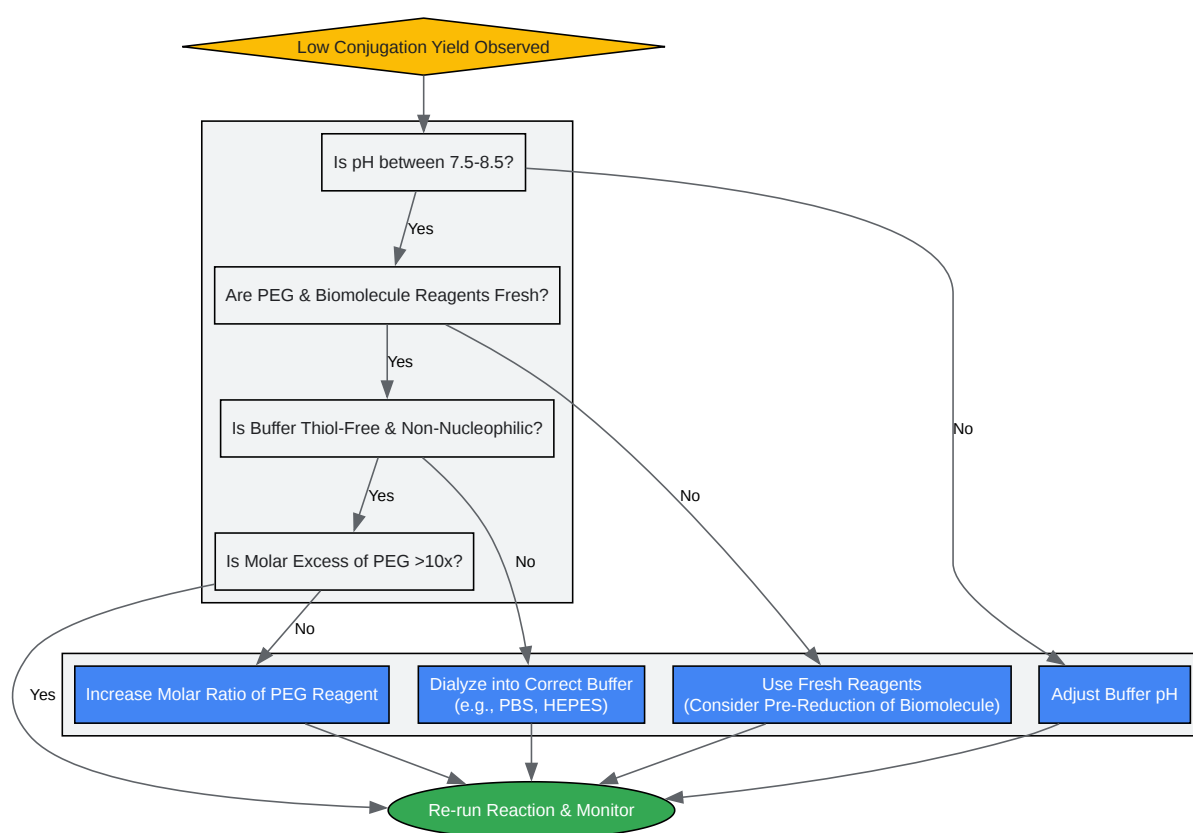 Low Conjugation Yield Observed
Is pH between 7.5-8.5?
Yes
Are PEG & Biomolecule Reagents Fresh?
Yes
Is Buffer Thiol-Free & Non-Nucleophilic?
No
Yes
No
Is Molar Excess of PEG >10x?
No
No
Yes
Increase Molar Ratio of PEG Reagent
Dialyze into Correct Buffer
(e.g., PBS, HEPES)
Use Fresh Reagents
(Consider Pre-Reduction of Biomolecule)
Adjust Buffer pH
Re-run Reaction & Monitor